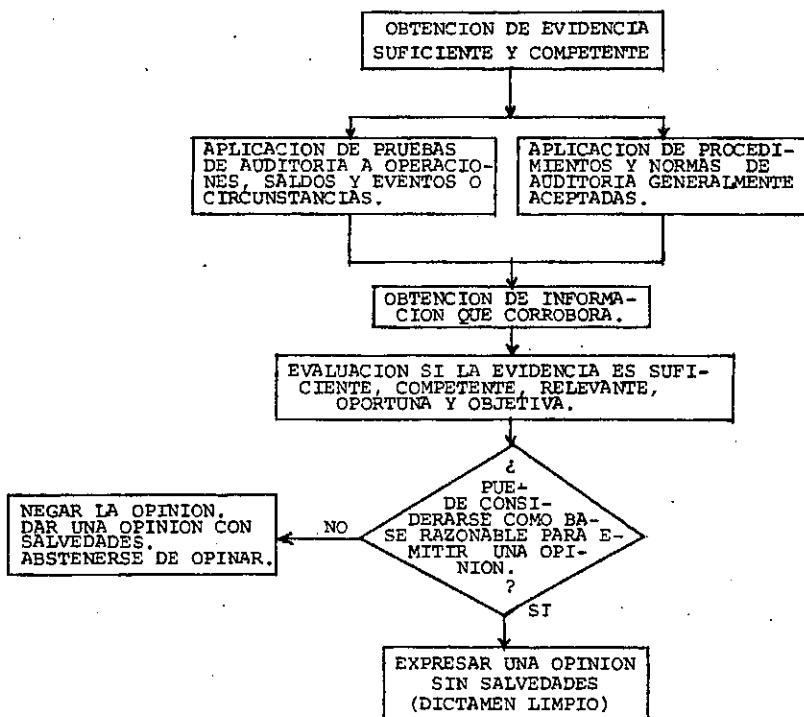 OBTENCION DE EVIDENCIA
SUFICIENTE Y COMPETENTE
APLICACION DE PRUEBAS
DE AUDITORIA A OPERACIO-
NES, SALDOS Y EVENTOS O
CIRCUNSTANCIAS.
APLICACION DE PROCEDI-
MIENTOS Y NORMAS DE
AUDITORIA GENERALMENTE
ACEPTADAS.
OBTENCION DE INFORMA-
CION QUE CORROBORA.
EVALUACION SI LA EVIDENCIA ES SUFI-
CIENTE, COMPETENTE, RELEVANTE,
OPORTUNA Y OBJETIVA.
¿
PUE-
DE CONSI-
DERARSE COMO BA-
SE RAZONABLE PARA E-
MITIR UNA OPI-
NION.
?
NO
NEGAR LA OPINION.
DAR UNA OPINION CON
SALVEDADES.
ABSTENERSE DE OPINAR.
SI
EXPRESAR UNA OPINION
SIN SALVEDADES
(DICTAMEN LIMPIO)